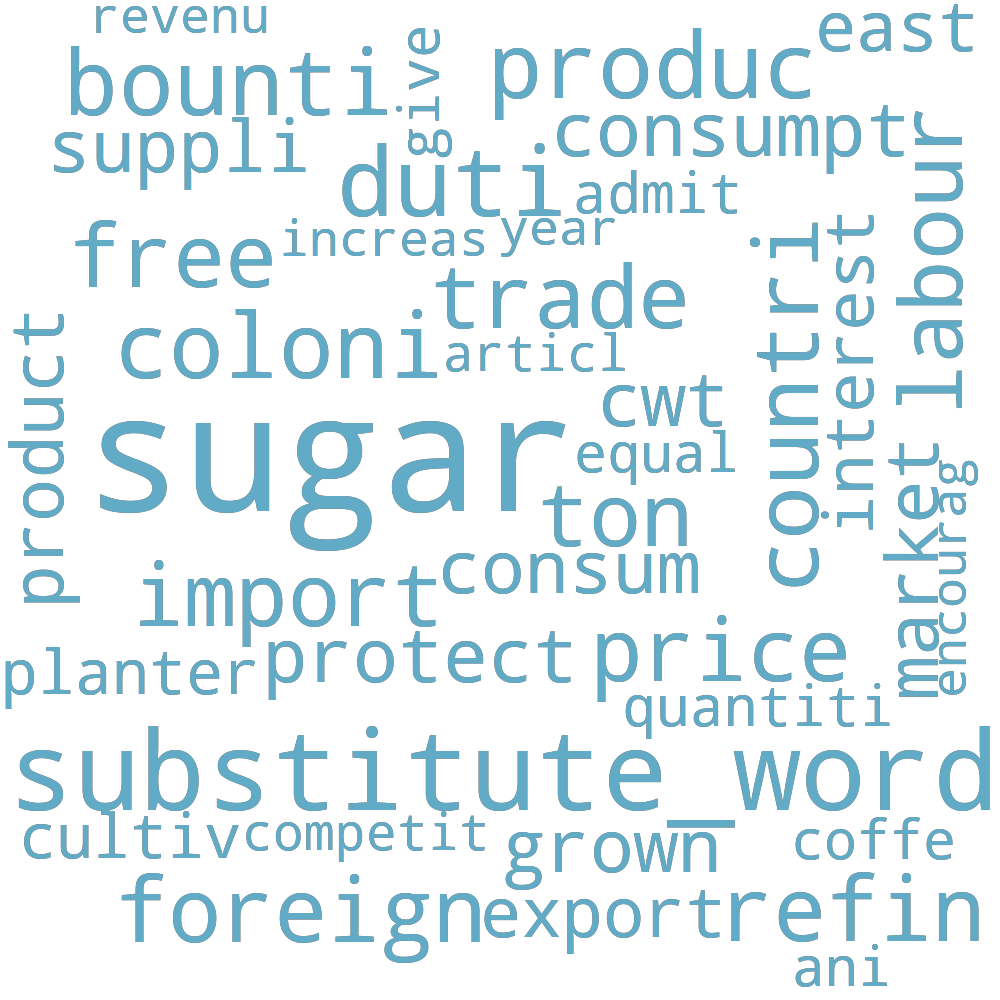 revenu
east
bounti
give
produc
suppli
consumpt
duti
admit
labour
free
increas
year
countri
interest
trade
product
coloni
articl
cwt
sugar
equal
market
encourag
ton
import
consum
planter
protect
price
quantiti
substitute_word
cultiv
competit
grown
coffe
foreign
export
refin
ani